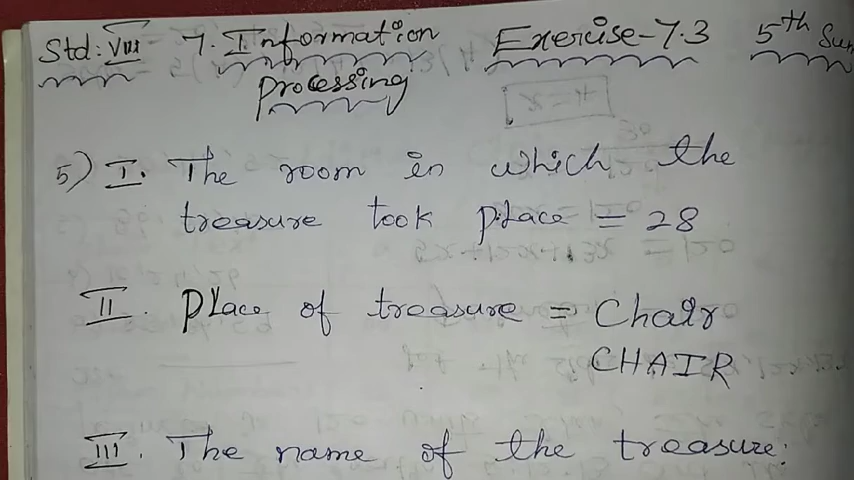 Std: VIII 7. Information Exercise-7.3 5th Sum
Processing
5) I. The room in which the
treasure took place = 28
II. Place of treasure = Chair
CHAIR
III. The name of the treasure: